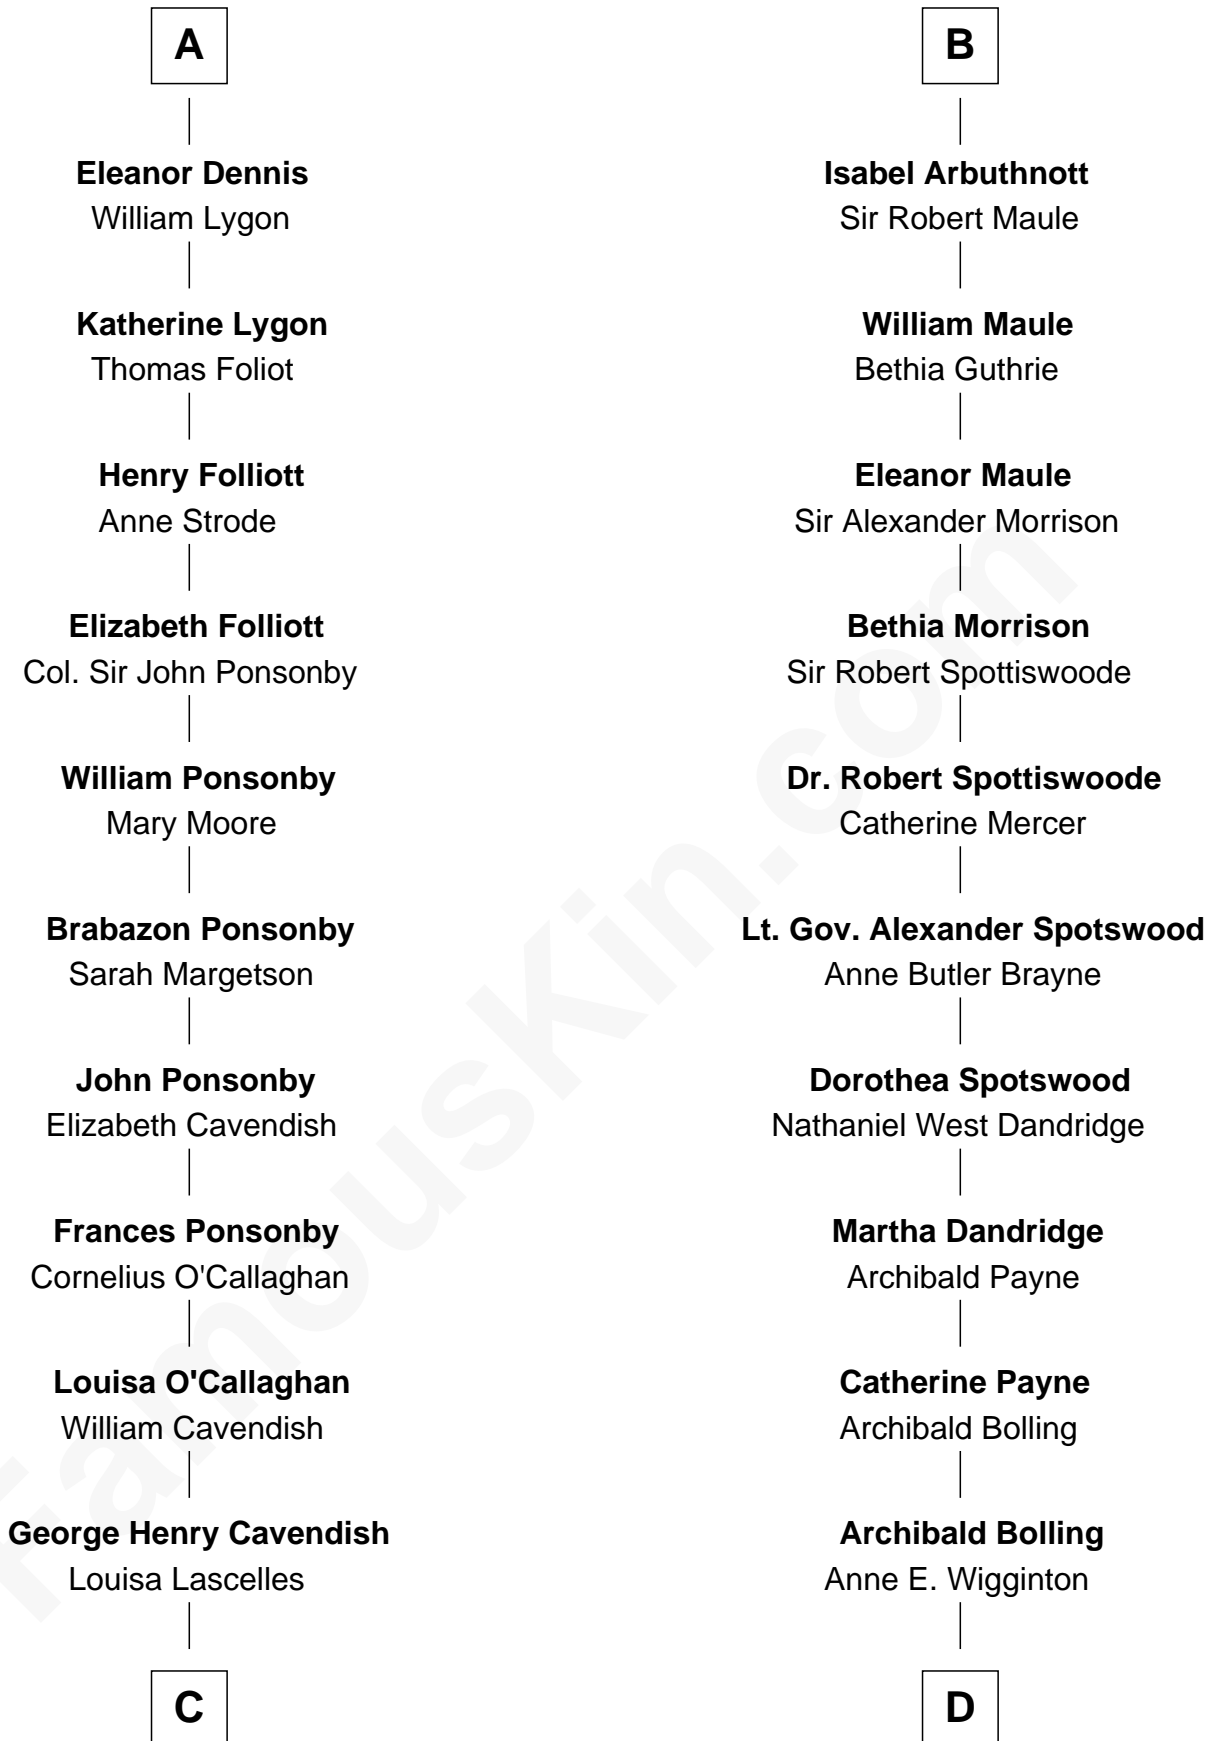 A
Eleanor Dennis
William Lygon
Katherine Lygon
Thomas Foliot
Henry Folliott
Anne Strode
Elizabeth Folliott
Col. Sir John Ponsonby
William Ponsonby
Mary Moore
Brabazon Ponsonby
Sarah Margetson
John Ponsonby
Elizabeth Cavendish
Frances Ponsonby
Cornelius O'Callaghan
Louisa O'Callaghan
William Cavendish
George Henry Cavendish
Louisa Lascelles
C
B
Isabel Arbuthnott
Sir Robert Maule
William Maule
Bethia Guthrie
Eleanor Maule
Sir Alexander Morrison
Bethia Morrison
Sir Robert Spottiswoode
Dr. Robert Spottiswoode
Catherine Mercer
Lt. Gov. Alexander Spotswood
Anne Butler Brayne
Dorothea Spotswood
Nathaniel West Dandridge
Martha Dandridge
Archibald Payne
Catherine Payne
Archibald Bolling
Archibald Bolling
Anne E. Wigginton
D
FamousKin.com